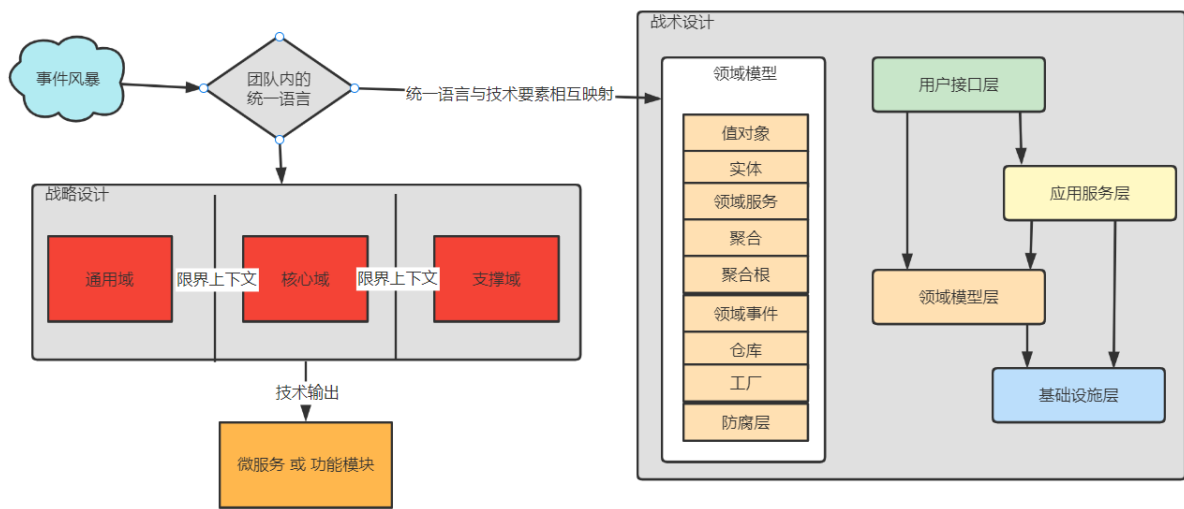 事件风暴
团队内的
统一语言
统一语言与技术要素相互映射
战略设计
通用域
限界上下文
核心域
限界上下文
支撑域
技术输出
微服务 或 功能模块
战术设计
领域模型
值对象
实体
领域服务
聚合
聚合根
领域事件
仓库
工厂
防腐层
用户接口层
应用服务层
领域模型层
基础设施层